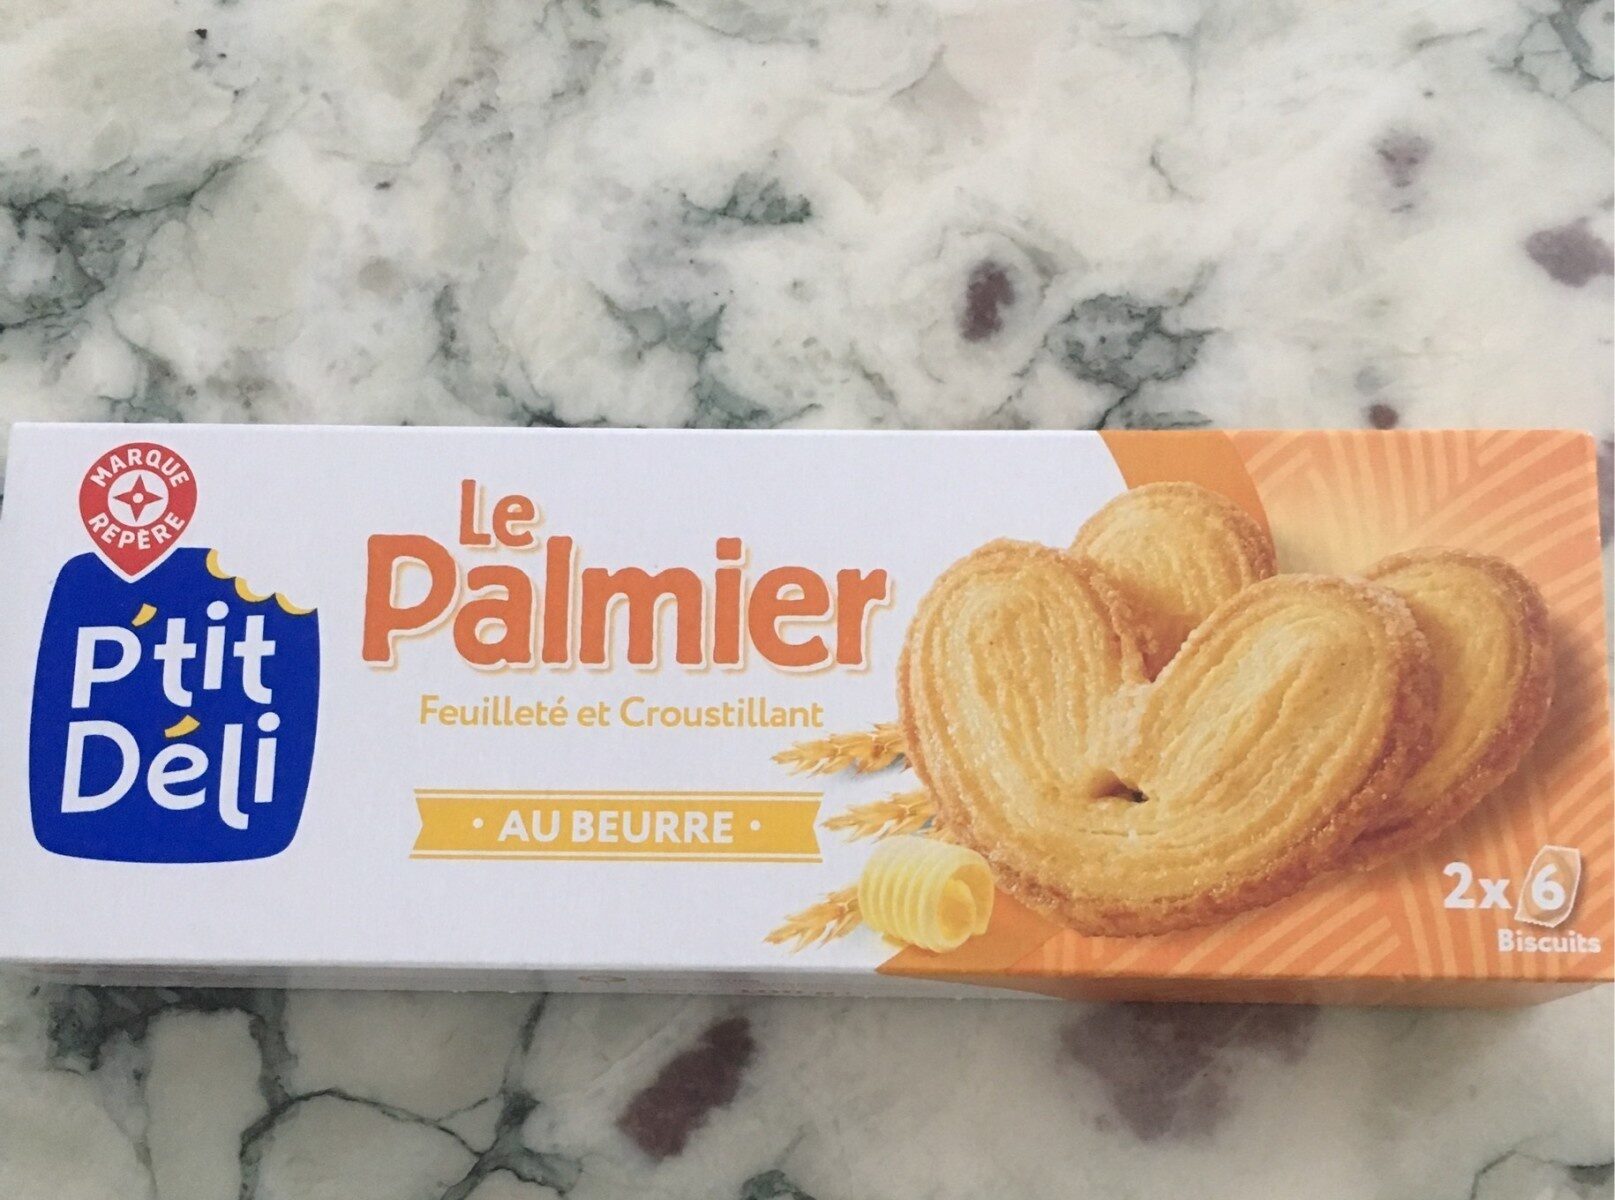 MARQUE
REPÈRE
P'tit
Déli
Le
Palmier
Feuilleté et Croustillant
• AU BEURRE •
2x 6
Biscuits